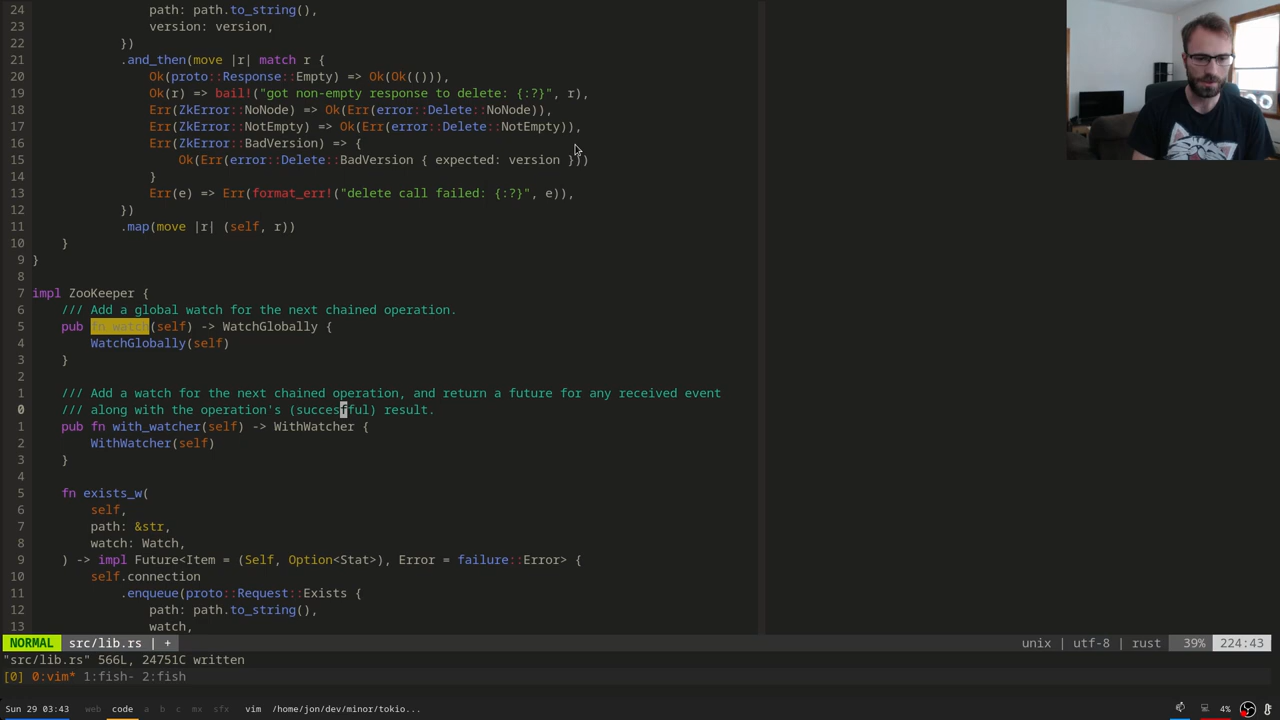 24                 path: path.to_string(),
23                 version: version,
22             })
21             .and_then(move |r| match r {
20                 Ok(proto::Response::Empty) => Ok(Ok(())),
19                 Ok(r) => bail!("got non-empty response to delete: {:?}", r),
18                 Err(ZkError::NoNode) => Ok(Err(error::Delete::NoNode)),
17                 Err(ZkError::NotEmpty) => Ok(Err(error::Delete::NotEmpty)),
16                 Err(ZkError::BadVersion) => {
15                     Ok(Err(error::Delete::BadVersion { expected: version }))
14                 }
13                 Err(e) => Err(format_err!("delete call failed: {:?}", e)),
12             })
11             .map(move |r| (self, r))
10     }
9 }
8
7 impl ZooKeeper {
6     /// Add a global watch for the next chained operation.
5     pub fn watch(self) -> WatchGlobally {
4         WatchGlobally(self)
3     }
2
1     /// Add a watch for the next chained operation, and return a future for any received event
0     /// along with the operation's (succesfful) result.
1     pub fn with_watcher(self) -> WithWatcher {
2         WithWatcher(self)
3     }
4
5     fn exists_w(
6         self,
7         path: &str,
8         watch: Watch,
9     ) -> impl Future<Item = (Self, Option<Stat>), Error = failure::Error> {
10         self.connection
11             .enqueue(proto::Request::Exists {
12                 path: path.to_string(),
13                 watch,
NORMAL src/lib.rs | + unix | utf-8 | rust 39% 224:43
"src/lib.rs" 566L, 24751C written
[0] 0:vim* 1:fish- 2:fish
Sun 29 03:43 web code a b c mx sfx vim /home/jon/dev/minor/tokio... 4%